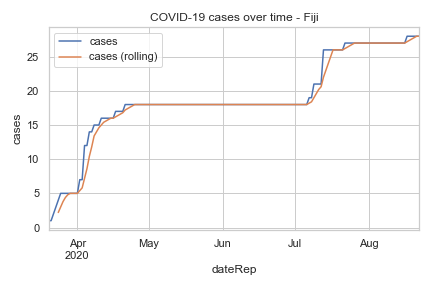 COVID-19 cases over time - Fiji
cases
cases (rolling)
25
20
15
10
5
0
cases
Apr
2020
May
Jun
Jul
Aug
dateRep